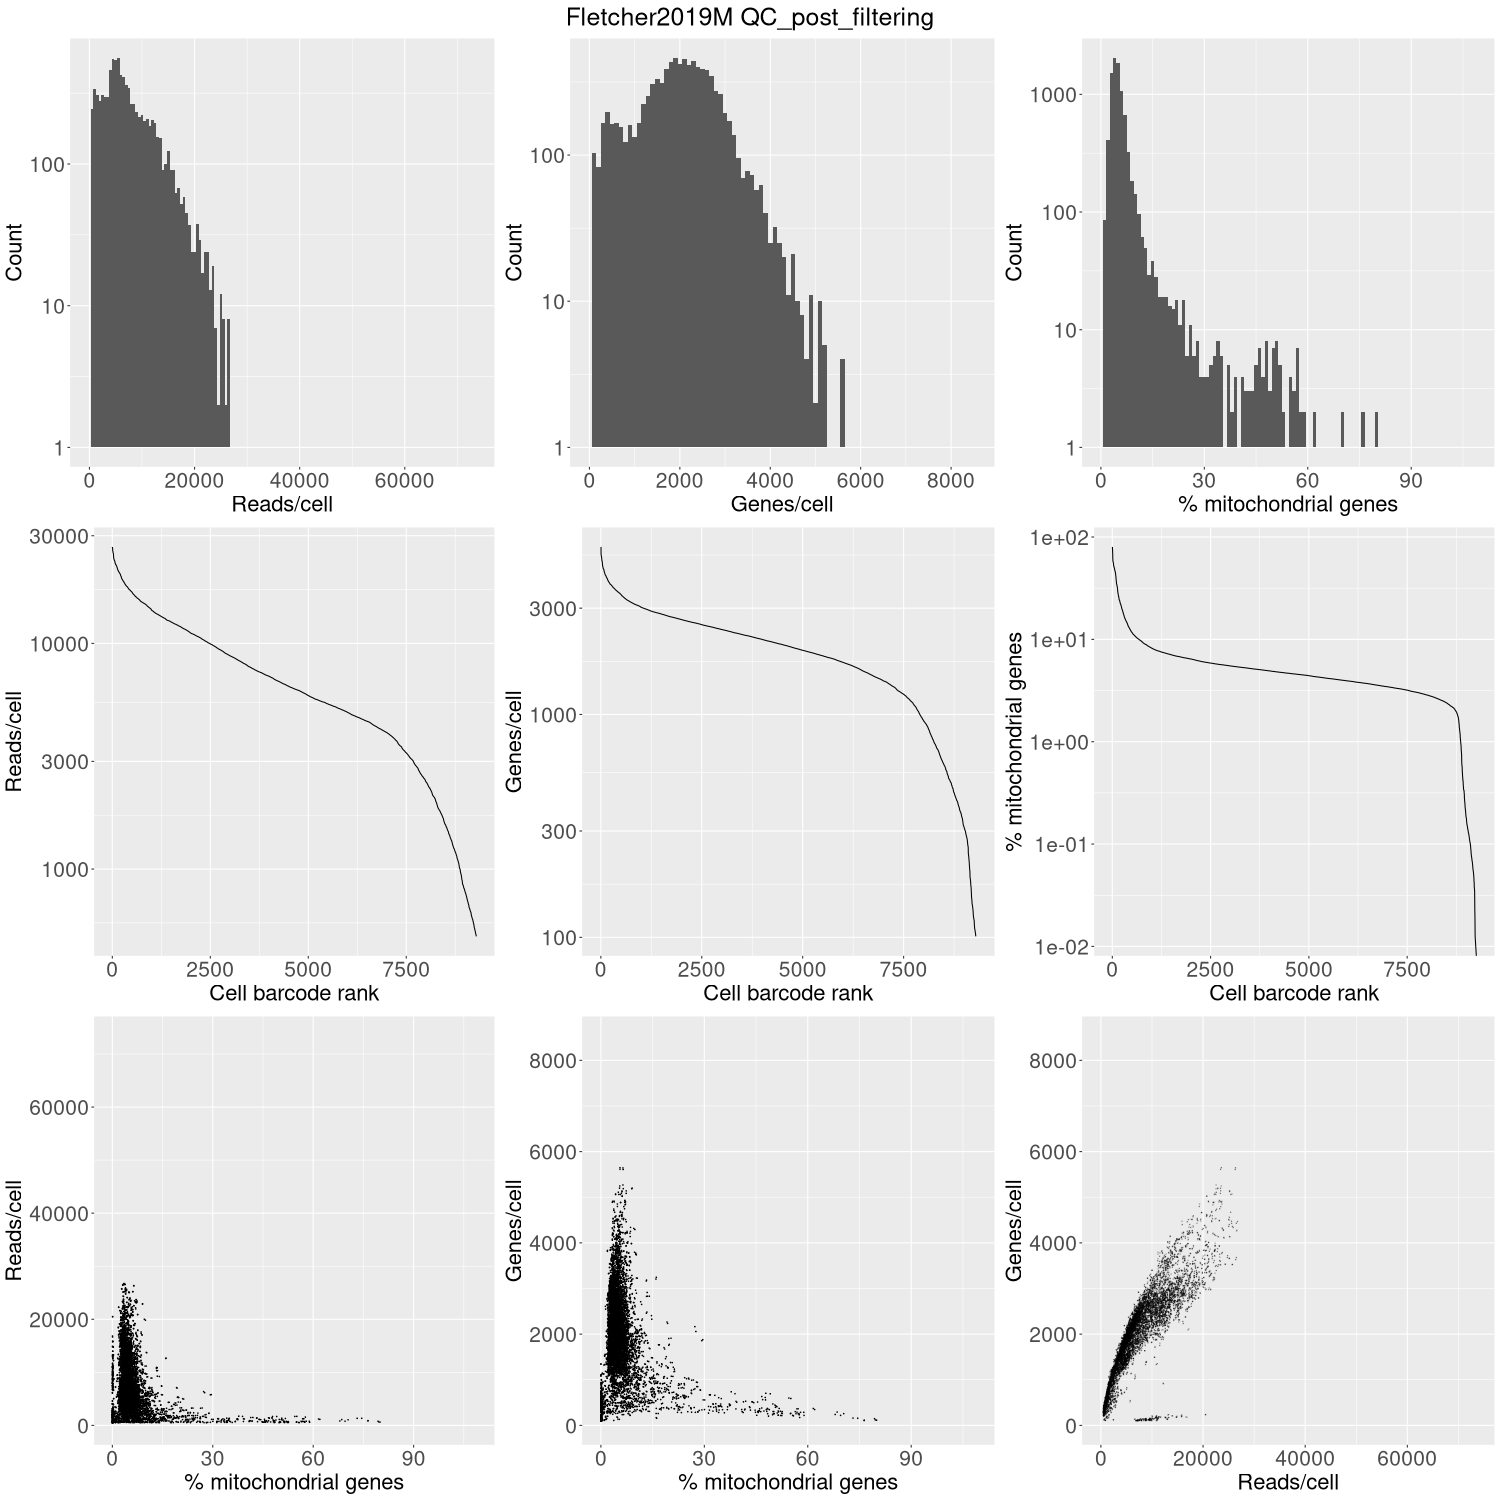 Fletcher2019M QC_post_filtering
Count
1000
100
10
1
0 20000 40000 60000
Reads/cell
Count
100
10
1
0 2000 4000 6000 8000
Genes/cell
Count
1000
100
10
1
0 30 60 90
% mitochondrial genes
Reads/cell
30000
10000
3000
1000
0 2500 5000 7500
Cell barcode rank
Genes/cell
3000
1000
300
100
0 2500 5000 7500
Cell barcode rank
% mitochondrial genes
1e+02
1e+01
1e+00
1e-01
1e-02
0 2500 5000 7500
Cell barcode rank
Reads/cell
60000
40000
20000
0
0 30 60 90
% mitochondrial genes
Genes/cell
8000
6000
4000
2000
0
0 30 60 90
% mitochondrial genes
Genes/cell
8000
6000
4000
2000
0
0 20000 40000 60000
Reads/cell